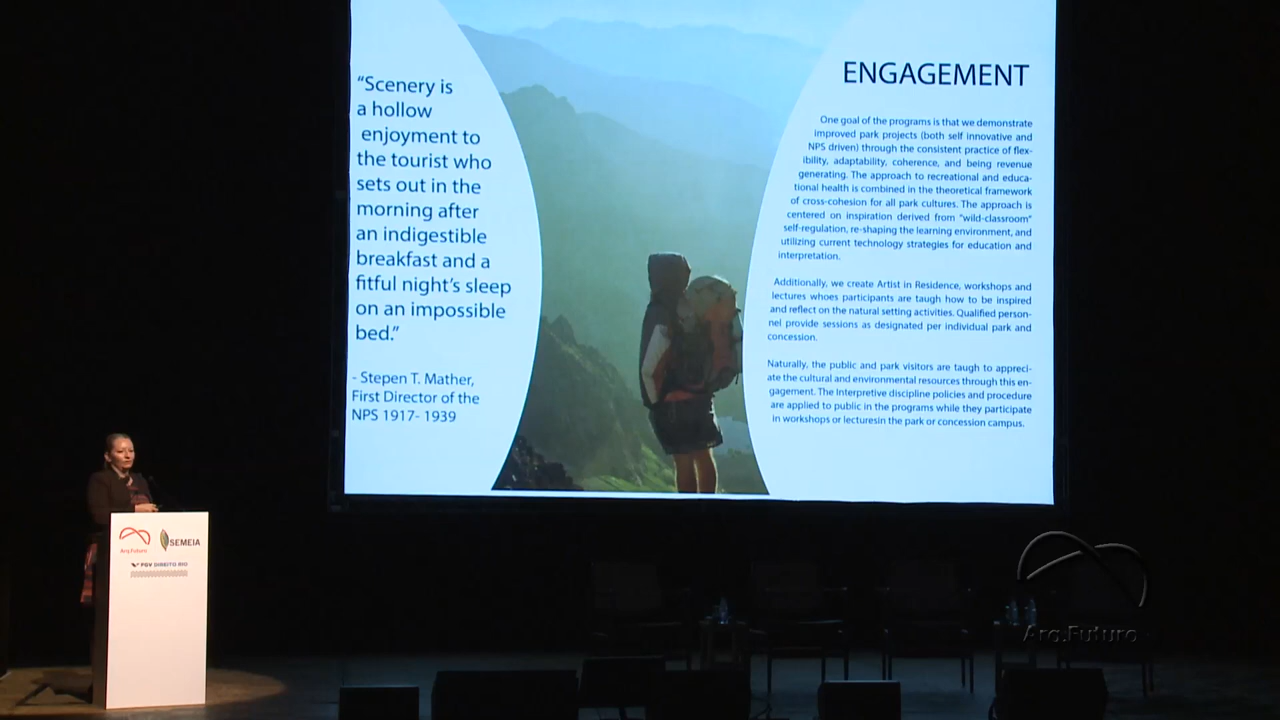 “Scenery is
a hollow
enjoyment to
the tourist who
sets out in the
morning after
an indigestible
breakfast and a
fitful night’s sleep
on an impossible
bed.”
- Stepen T. Mather,
First Director of the
NPS 1917- 1939
ENGAGEMENT
One goal of the programs is that we demonstrate
improved park projects (both self innovative and
NPS driven) through the consistent practice of flex-
ibility, adaptability, coherence, and being revenue
generating. The approach to recreational and educa-
tional health is combined in the theoretical framework
of cross-cohesion for all park cultures. The approach is
centered on inspiration derived from “wild-classroom”
self-regulation, re-shaping the learning environment, and
utilizing current technology strategies for education and
interpretation.
Additionally, we create Artist in Residence, workshops and
lectures whoes participants are taugh how to be inspired
and reflect on the natural setting activities. Qualified person-
nel provide sessions as designated per individual park and
concession.
Naturally, the public and park visitors are taugh to appreci-
ate the cultural and environmental resources through this en-
gagement. The Interpretive discipline policies and procedure
are applied to public in the programs while they participate
in workshops or lecturesin the park or concession campus.
Arq.Futuro
SEMEIA
FGV DIREITO RIO
Arq.Futuro